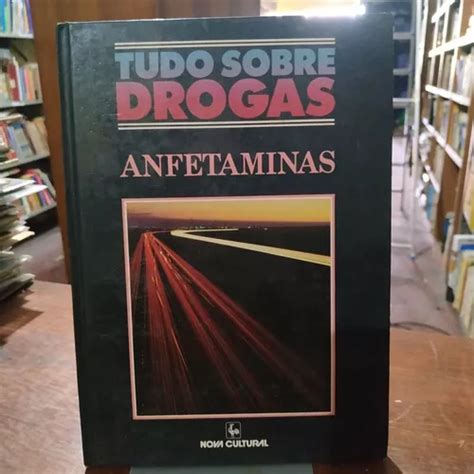 TUDO SOBRE
DROGAS
ANFETAMINAS
NOVA CULTURAL